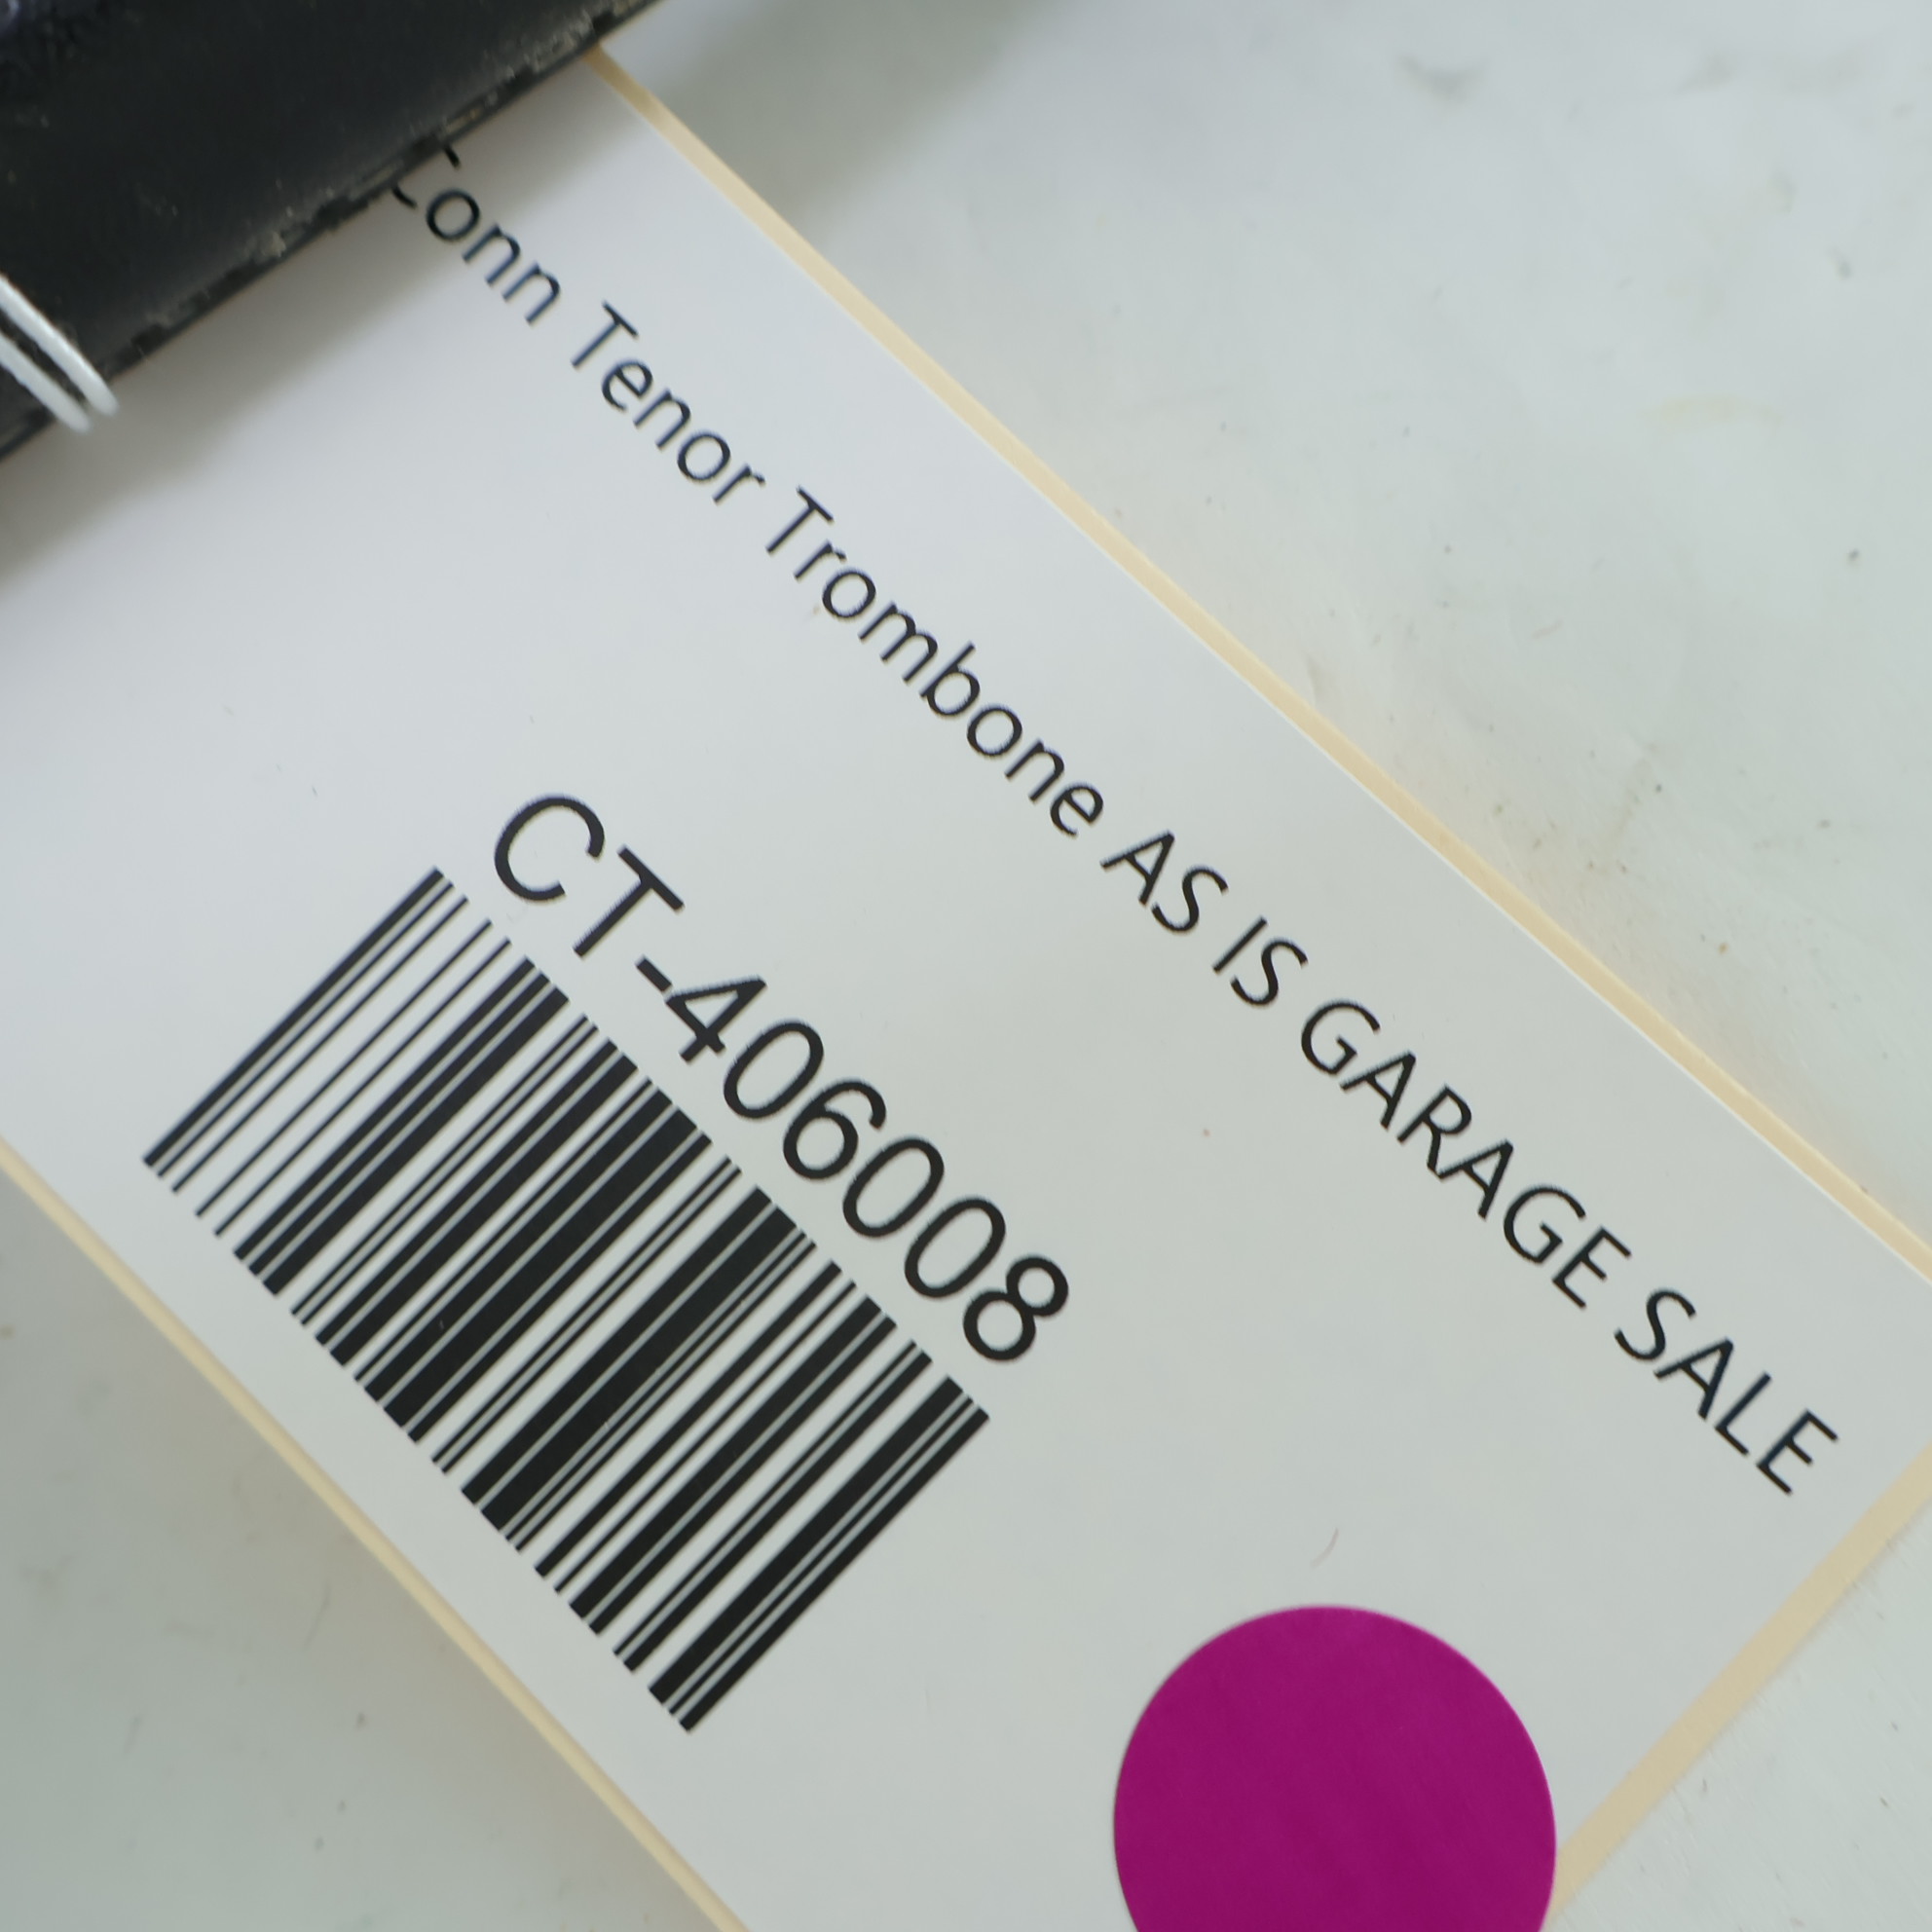 Conn Tenor Trombone AS IS GARAGE SALE
CT-406008